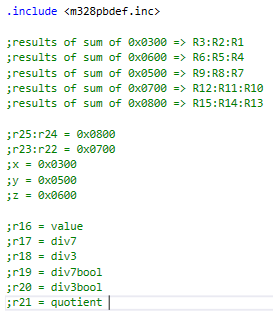 .include <m328pbdef.inc>
;results of sum of 0x0300 => R3:R2:R1
;results of sum of 0x0600 => R6:R5:R4
;results of sum of 0x0500 => R9:R8:R7
;results of sum of 0x0700 => R12:R11:R10
;results of sum of 0x0800 => R15:R14:R13
;r25:r24 = 0x0800
;r23:r22 = 0x0700
;x = 0x0300
;y = 0x0500
;z = 0x0600
;r16 = value
;r17 = div7
;r18 = div3
;r19 = div7bool
;r20 = div3bool
;r21 = quotient